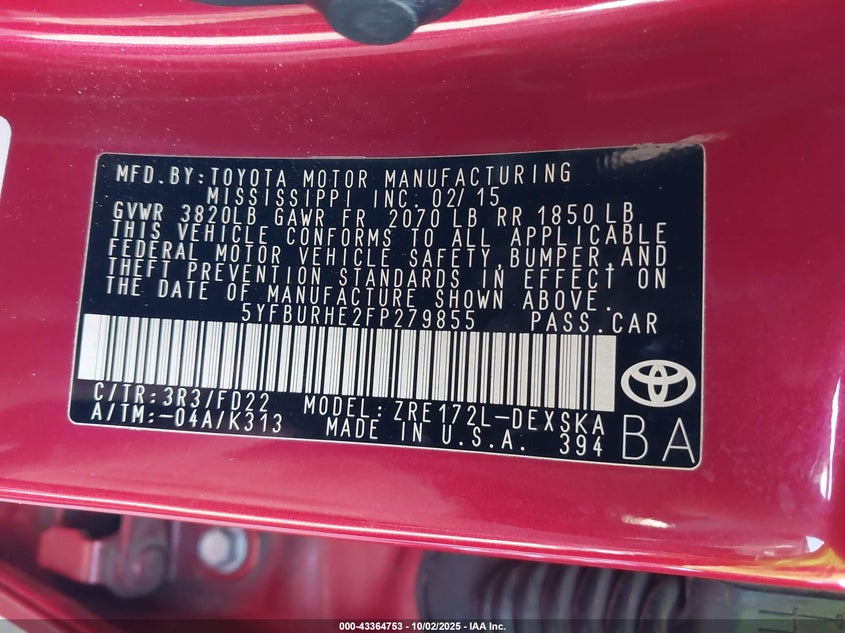 MFD.BY:TOYOTA MOTOR MANUFACTURING
MISSISSIPPI INC. 02/15
GVWR 3820LB GAWR FR 2070 LB RR 1850 LB
THIS VEHICLE CONFORMS TO ALL APPLICABLE
FEDERAL MOTOR VEHICLE SAFETY,BUMPER,AND
THEFT PREVENTION STANDARDS IN EFFECT ON
THE DATE OF MANUFACTURE SHOWN ABOVE.
5YFBURHE2FP279855 PASS.CAR
C/TR:3R3/FD22 MODEL:ZRE172L-DEXSKA
A/TM:-04A/K313 MADE IN U.S.A. 394 BA
000-43364753 - 10/02/2025 - IAA Inc.